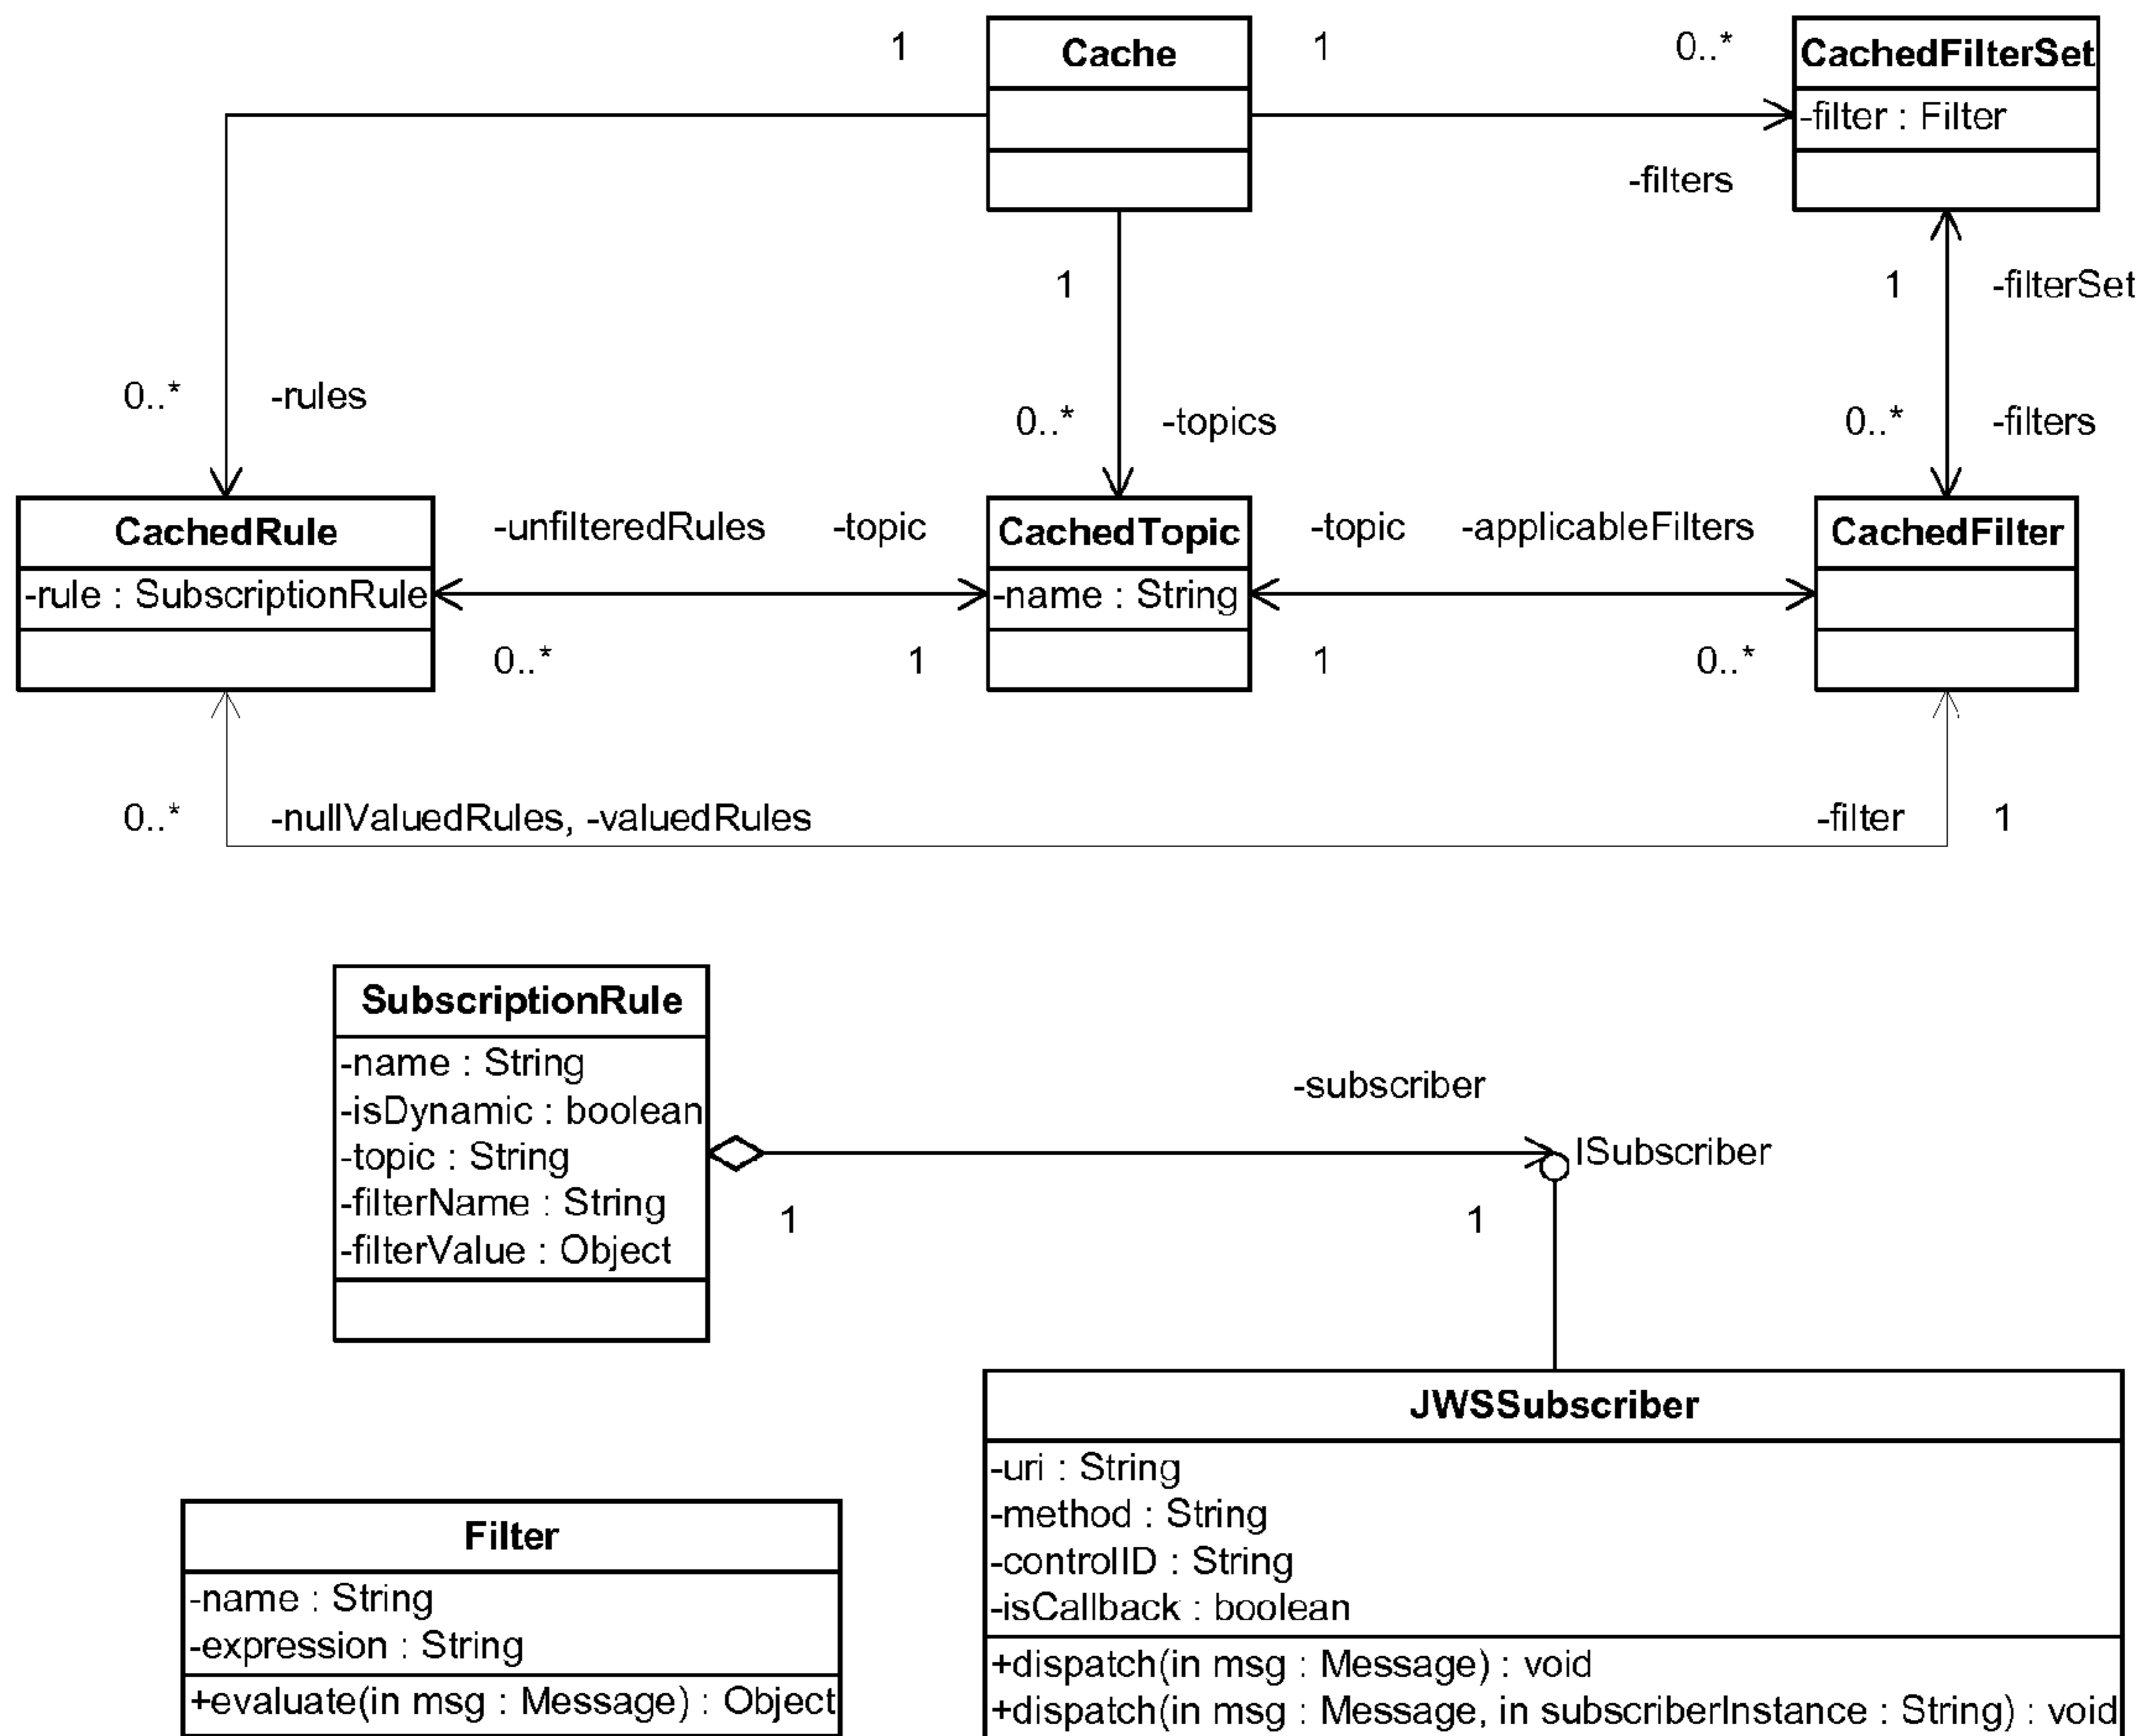 1
Cache
1
0..*
CachedFilterSet
-filter : Filter
-filters
1
1
-filterSet
0..*
-rules
0..*
-topics
0..*
-filters
CachedRule
-unfilteredRules
-topic
CachedTopic
-topic
-applicableFilters
CachedFilter
-rule : SubscriptionRule
-name : String
0..*
1
1
0..*
0..*
-nullValuedRules, -valuedRules
-filter
1
SubscriptionRule
-name : String
-isDynamic : boolean
-topic : String
-filterName : String
-filterValue : Object
-subscriber
ISubscriber
1
1
JWSSubscriber
-uri : String
-method : String
-controlID : String
-isCallback : boolean
+dispatch(in msg : Message) : void
+dispatch(in msg : Message, in subscriberInstance : String) : void
Filter
-name : String
-expression : String
+evaluate(in msg : Message) : Object